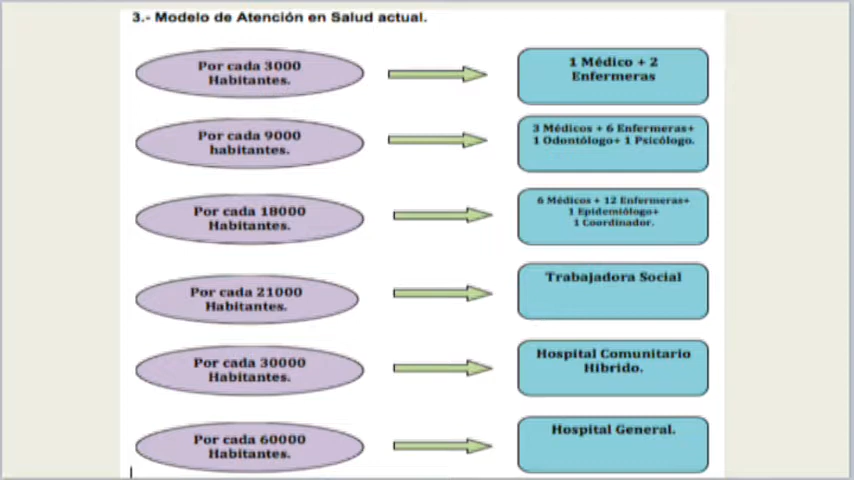 3.- Modelo de Atención en Salud actual.
Por cada 3000
Habitantes.
1 Médico + 2
Enfermeras
Por cada 9000
habitantes.
3 Médicos + 6 Enfermeras+
1 Odontólogo+ 1 Psicólogo.
Por cada 18000
Habitantes.
6 Médicos + 12 Enfermeras+
1 Epidemiólogo+
1 Coordinador.
Por cada 21000
Habitantes.
Trabajadora Social
Por cada 30000
Habitantes.
Hospital Comunitario
Híbrido.
Por cada 60000
Habitantes.
Hospital General.